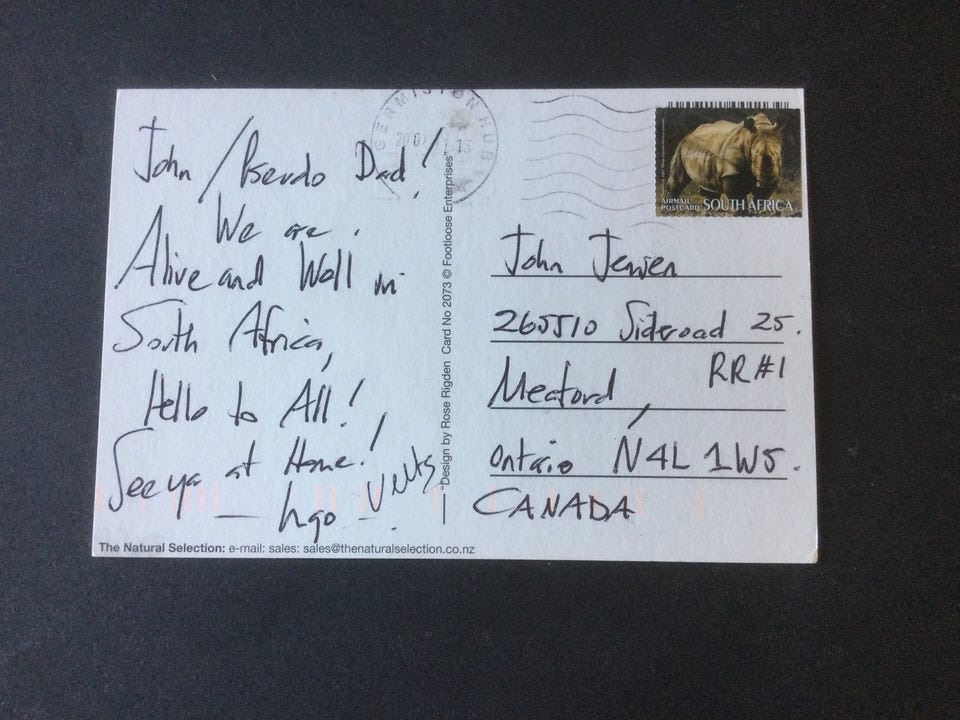 John / Pseudo Dad!
We are.
Alive and Well in
South Africa,
Hello to All!
See ya at Home!
GERMISTON HUB
AIRMAIL
POSTCARD SOUTH AFRICA
John Jensen
265510 Sideroad 25.
RR#1
Meaford,
Ontario N4L 1W5.
CANADA
"Design by Rose Rigden Card No 2073 © Footloose Enterprises"
The Natural Selection: e-mail: sales: sales@thenaturalselection.co.nz